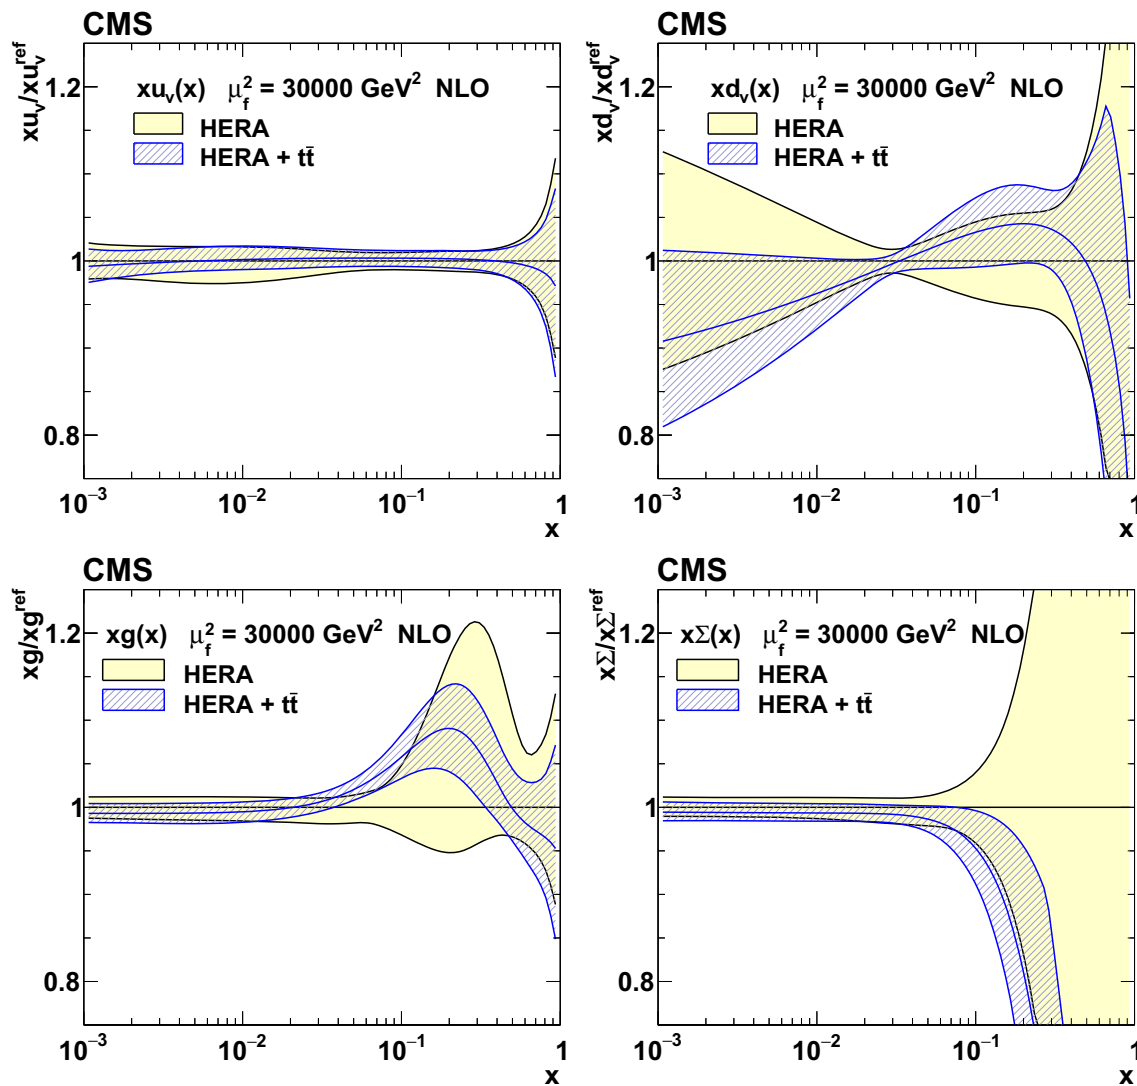 CMS
xu_v/xu_v^ref
xu_v(x) μ_f^2 = 30000 GeV^2 NLO
HERA
HERA + tt̄
1.2
1
0.8
10^−3 10^−2 10^−1 1
x
CMS
xd_v/xd_v^ref
xd_v(x) μ_f^2 = 30000 GeV^2 NLO
HERA
HERA + tt̄
1.2
1
0.8
10^−3 10^−2 10^−1 1
x
CMS
xg/xg^ref
xg(x) μ_f^2 = 30000 GeV^2 NLO
HERA
HERA + tt̄
1.2
1
0.8
10^−3 10^−2 10^−1 1
x
CMS
xΣ/xΣ^ref
xΣ(x) μ_f^2 = 30000 GeV^2 NLO
HERA
HERA + tt̄
1.2
1
0.8
10^−3 10^−2 10^−1 1
x